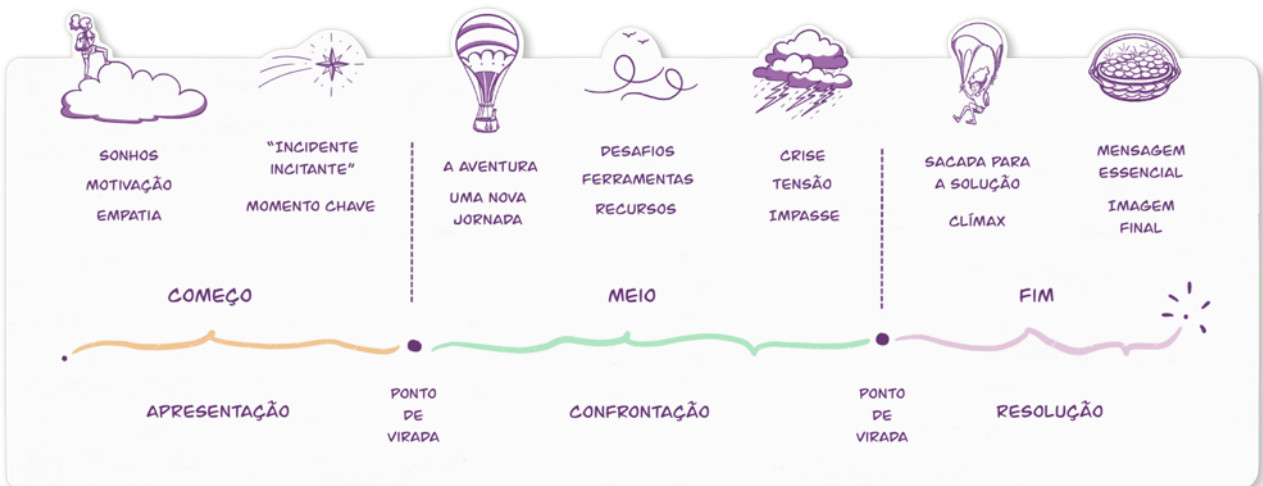 SONHOS
MOTIVAÇÃO
EMPATIA
"INCIDENTE
INCITANTE"
MOMENTO CHAVE
A AVENTURA
UMA NOVA
JORNADA
DESAFIOS
FERRAMENTAS
RECURSOS
CRISE
TENSÃO
IMPASSE
SACADA PARA
A SOLUÇÃO
CLÍMAX
MENSAGEM
ESSENCIAL
IMAGEM
FINAL
COMEÇO
MEIO
FIM
APRESENTAÇÃO
PONTO
DE
VIRADA
CONFRONTAÇÃO
PONTO
DE
VIRADA
RESOLUÇÃO